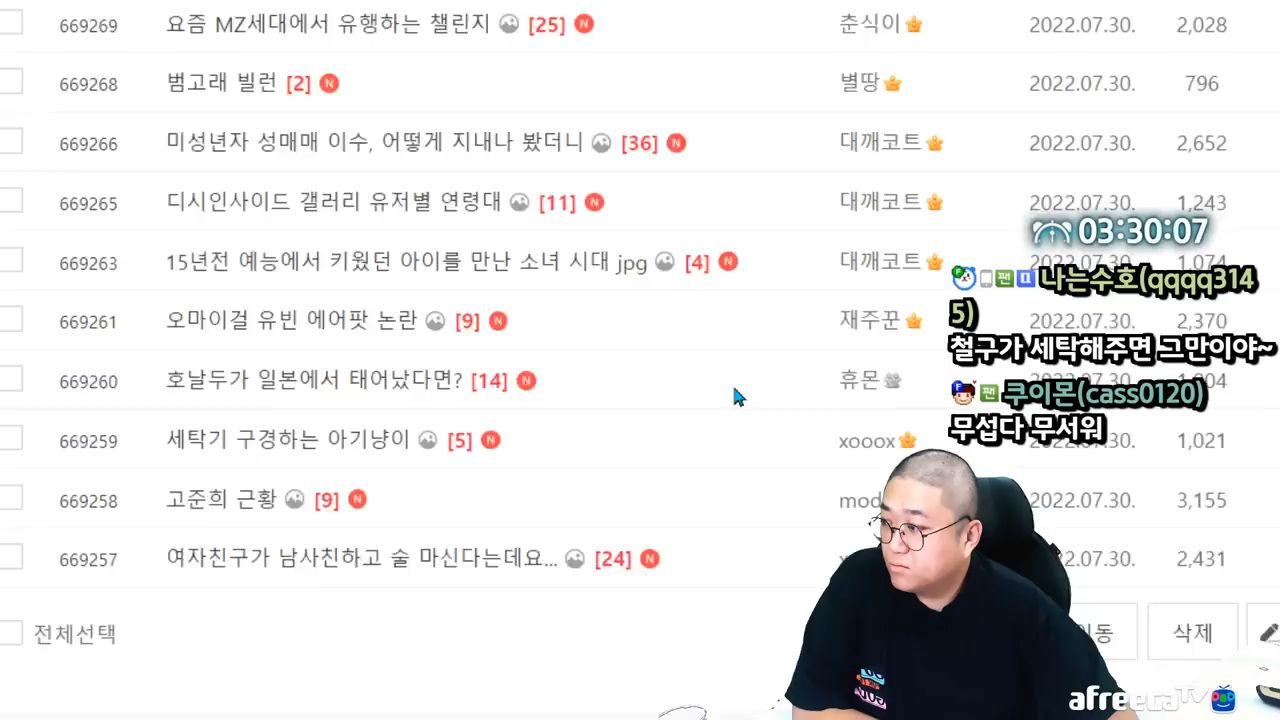 669269 요즘 MZ세대에서 유행하는 챌린지 [25] N 춘식이 2022.07.30. 2,028
669268 범고래 빌런 [2] N 별땅 2022.07.30. 796
669266 미성년자 성매매 이수, 어떻게 지내나 봤더니 [36] N 대깨코트 2022.07.30. 2,652
669265 디시인사이드 갤러리 유저별 연령대 [11] N 대깨코트 2022.07.30. 1,243
03:30:07
669263 15년전 예능에서 키웠던 아이를 만난 소녀 시대 jpg [4] N 대깨코트 2022.07.30. 1,074
나는수호(qqqq314
5)
669261 오마이걸 유빈 에어팟 논란 [9] N 재주꾼 2022.07.30. 2,370
철구가 세탁해주면 그만이야~
669260 호날두가 일본에서 태어났다면? [14] N 휴몬
쿠이몬(cass0120)
무섭다 무서워
669259 세탁기 구경하는 아기냥이 [5] N xooox 30. 1,021
669258 고준희 근황 [9] N mod 2022.07.30. 3,155
669257 여자친구가 남사친하고 술 마신다는데요... [24] N 2.07.30. 2,431
전체선택 이동 삭제
afreecaTV